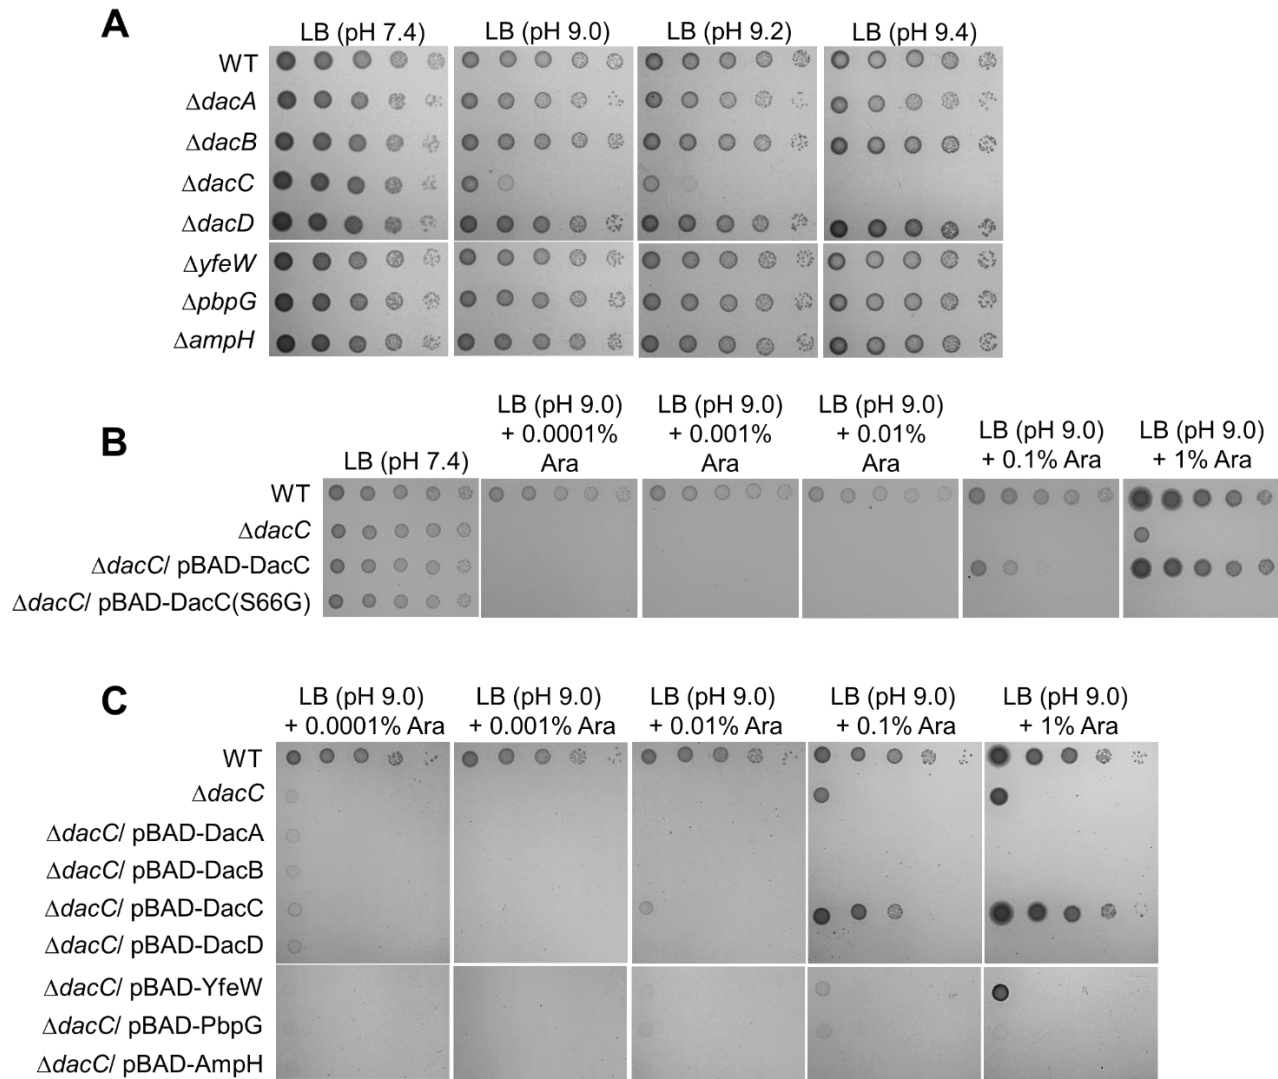 A
LB (pH 7.4)
LB (pH 9.0)
LB (pH 9.2)
LB (pH 9.4)
WT
ΔdacA
ΔdacB
ΔdacC
ΔdacD
ΔyfeW
ΔpbpG
ΔampH
B
LB (pH 7.4)
LB (pH 9.0)
+ 0.0001%
Ara
LB (pH 9.0)
+ 0.001%
Ara
LB (pH 9.0)
+ 0.01%
Ara
LB (pH 9.0)
+ 0.1% Ara
LB (pH 9.0)
+ 1% Ara
WT
ΔdacC
ΔdacC/ pBAD-DacC
ΔdacC/ pBAD-DacC(S66G)
C
LB (pH 9.0)
+ 0.0001% Ara
LB (pH 9.0)
+ 0.001% Ara
LB (pH 9.0)
+ 0.01% Ara
LB (pH 9.0)
+ 0.1% Ara
LB (pH 9.0)
+ 1% Ara
WT
ΔdacC
ΔdacC/ pBAD-DacA
ΔdacC/ pBAD-DacB
ΔdacC/ pBAD-DacC
ΔdacC/ pBAD-DacD
ΔdacC/ pBAD-YfeW
ΔdacC/ pBAD-PbpG
ΔdacC/ pBAD-AmpH